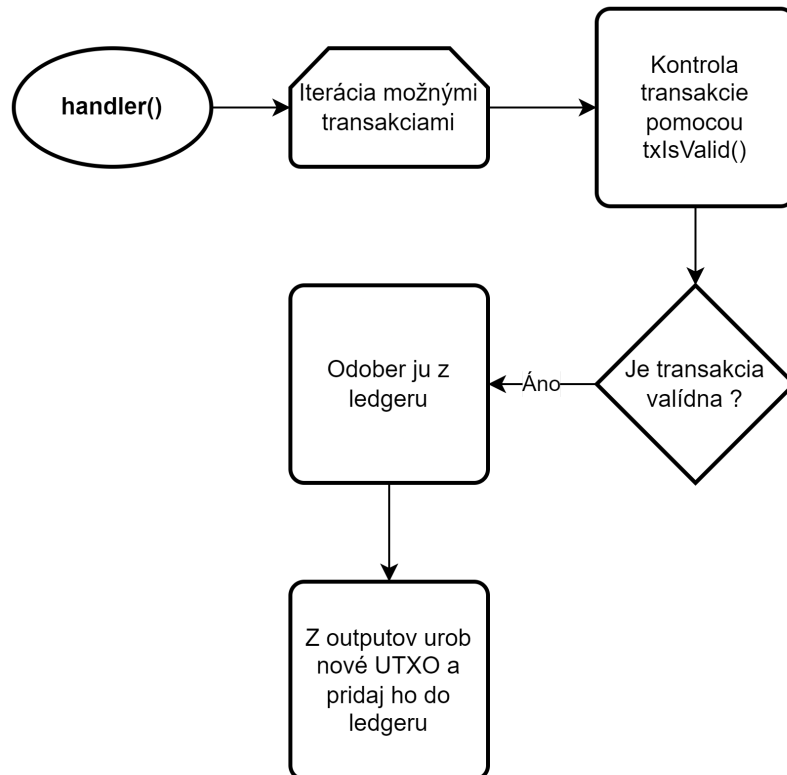 handler()
Iterácia možnými
transakciami
Kontrola
transakcie
pomocou
txIsValid()
Je transakcia
valídna ?
Áno
Odober ju z
ledgeru
Z outputov urob
nové UTXO a
pridaj ho do
ledgeru